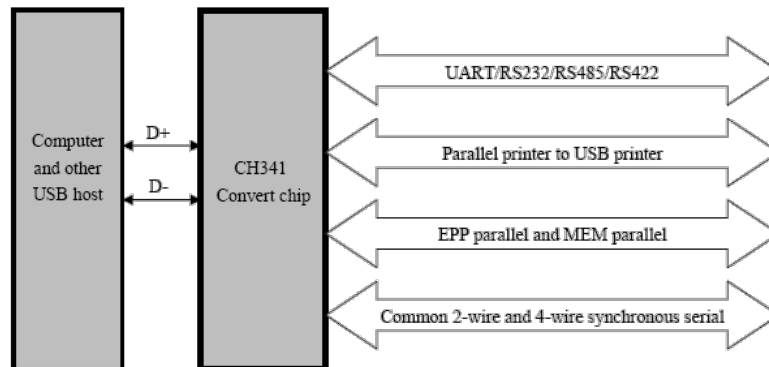 Computer
and other
USB host
D+
D-
CH341
Convert chip
UART/RS232/RS485/RS422
Parallel printer to USB printer
EPP parallel and MEM parallel
Common 2-wire and 4-wire synchronous serial